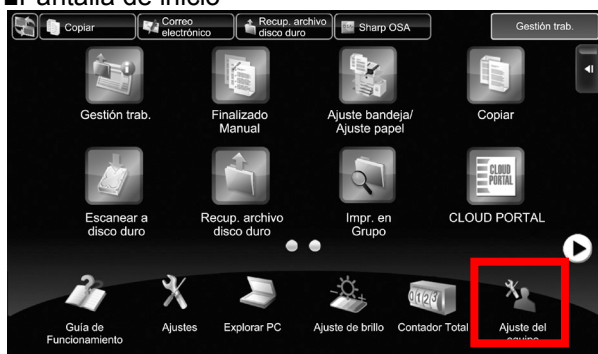 Pantalla de inicio
Copiar
Correo
electrónico
Recup. archivo
disco duro
Sharp OSA
Gestión trab.
Gestión trab.
Finalizado
Manual
Ajuste bandeja/
Ajuste papel
Copiar
Escanear a
disco duro
Recup. archivo
disco duro
Impr. en
Grupo
CLOUD
PORTAL
CLOUD PORTAL
Guía de
Funcionamiento
Ajustes
Explorar PC
Ajuste de brillo
0123
Contador Total
Ajuste del
equipo